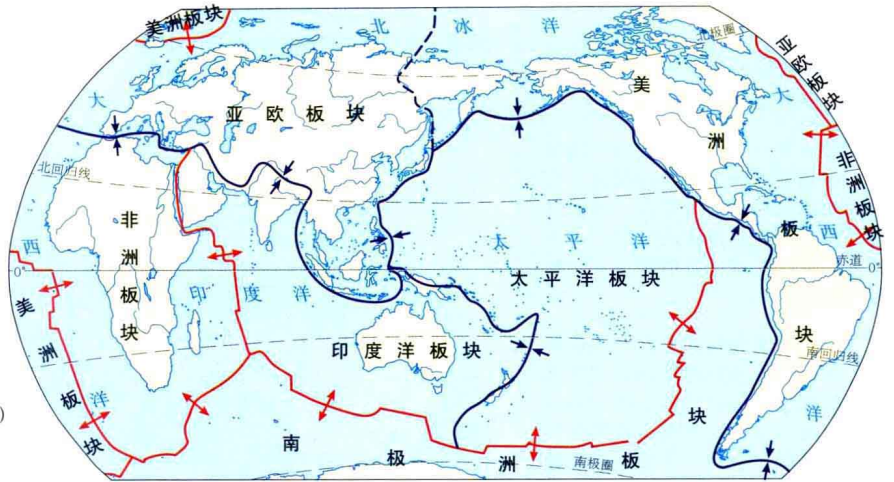 美洲板块
北冰洋
北极圈
亚欧板块
大
亚欧板块
美洲板块
大
北回归线
非洲板块
非洲板块
西
太平洋
西
0°
赤道
太平洋板块
印度洋
美洲板块
印度洋板块
南回归线
洋
洋
南极洲板块
南极圈
)